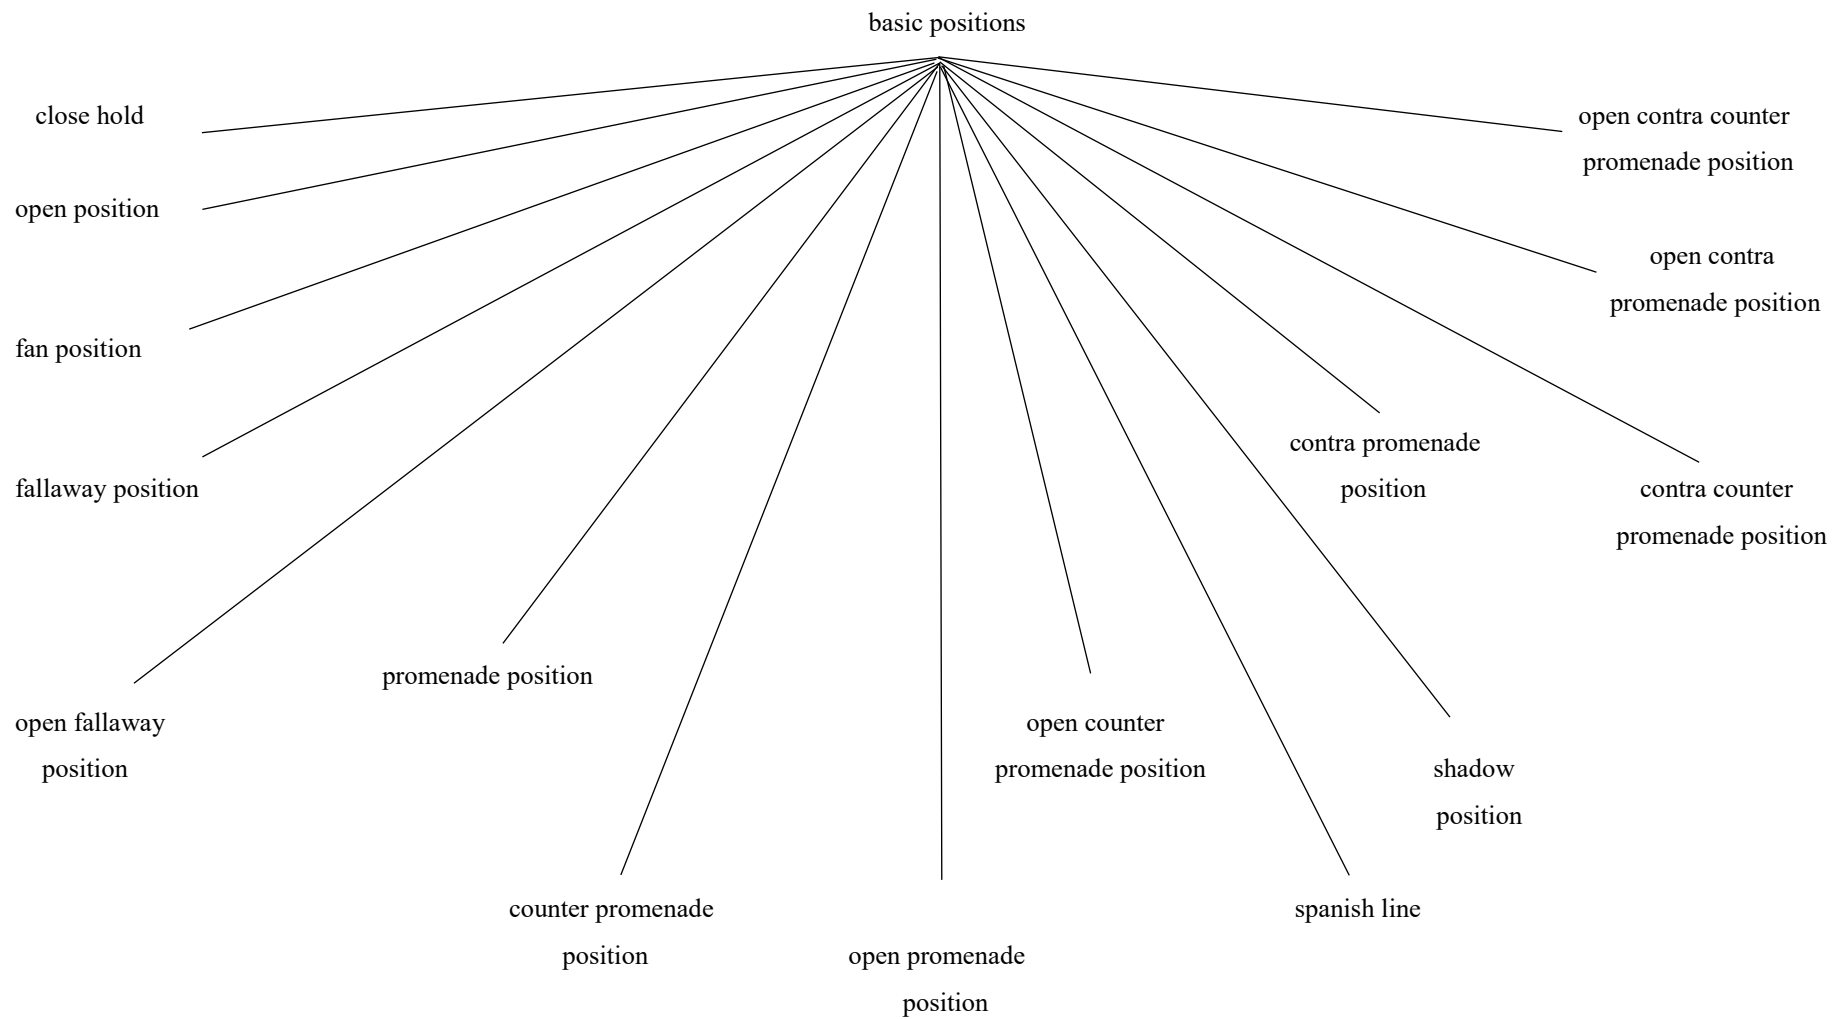 basic positions
close hold
open contra counter
promenade position
open position
open contra
promenade position
fan position
contra promenade
position
fallaway position
contra counter
promenade position
promenade position
open fallaway
position
open counter
promenade position
shadow
position
counter promenade
position
spanish line
open promenade
position